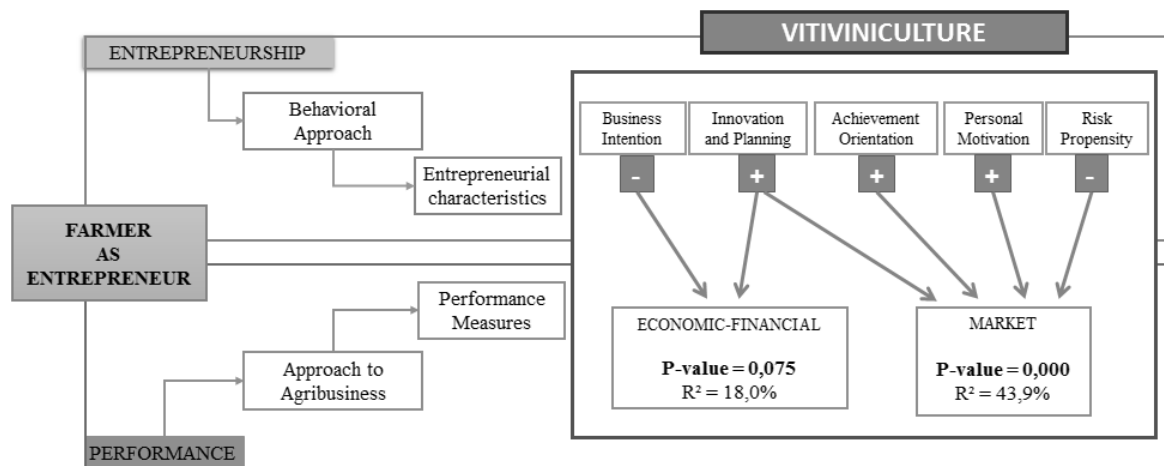 VITIVINICULTURE
ENTREPRENEURSHIP
Behavioral
Approach
Entrepreneurial
characteristics
FARMER
AS
ENTREPRENEUR
Performance
Measures
Approach to
Agribusiness
PERFORMANCE
Business
Intention
Innovation
and Planning
Achievement
Orientation
Personal
Motivation
Risk
Propensity
-
+
+
+
-
ECONOMIC-FINANCIAL
P-value = 0,075
R² = 18,0%
MARKET
P-value = 0,000
R² = 43,9%